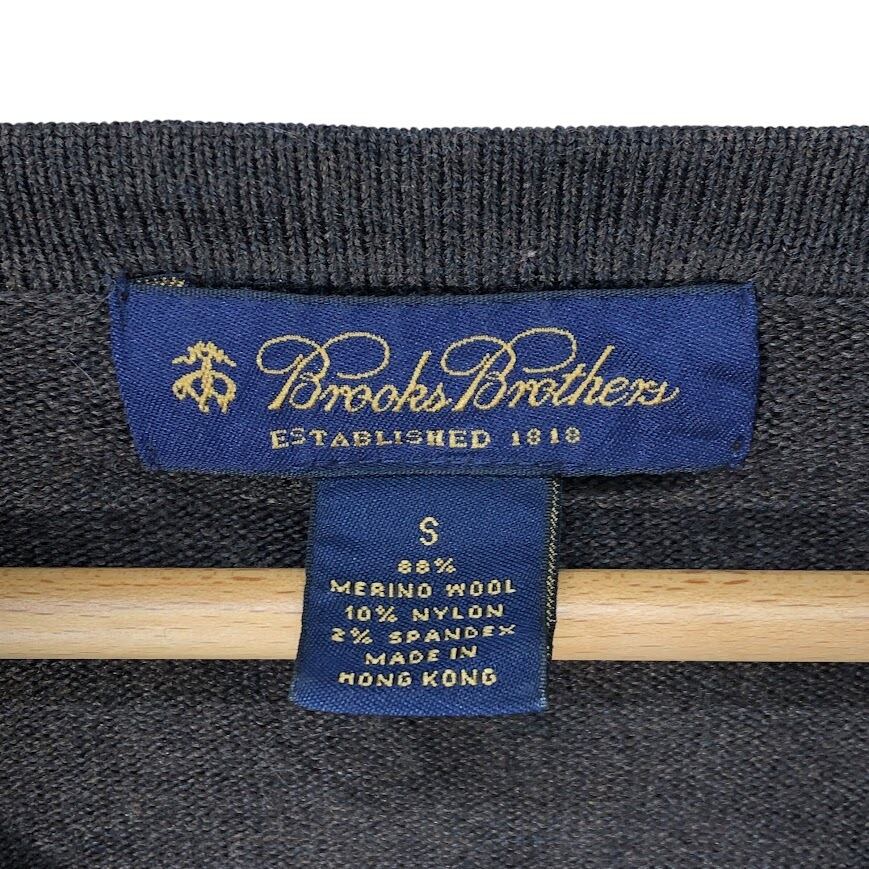 Brooks Brothers
ESTABLISHED 1818
S
88%
MERINO WOOL
10% NYLON
2% SPANDEX
MADE IN
HONG KONG